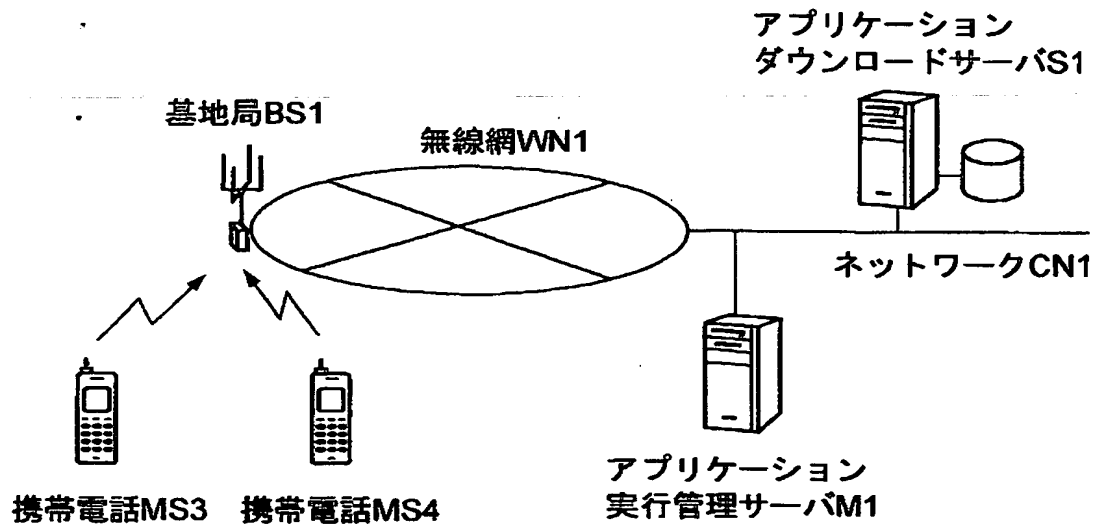 アプリケーション
ダウンロードサーバS1
基地局BS1
無線網WN1
ネットワークCN1
アプリケーション
実行管理サーバM1
携帯電話MS3
携帯電話MS4